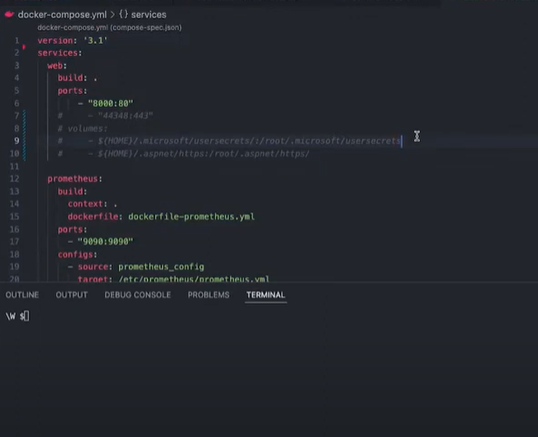 docker-compose.yml > {} services
docker-compose.yml (compose-spec.json)
1 version: '3.1'
2 services:
3 web:
4 build: .
5 ports:
6 - "8000:80"
7 # - "44348:443"
8 # volumes:
9 # - ${HOME}/.microsoft/usersecrets/:/root/.microsoft/usersecrets
10 # - ${HOME}/.aspnet/https:/root/.aspnet/https/
11
12 prometheus:
13 build:
14 context: .
15 dockerfile: dockerfile-prometheus.yml
16 ports:
17 - "9090:9090"
18 configs:
19 - source: prometheus_config
20 target: /etc/prometheus/prometheus.yml
OUTLINE OUTPUT DEBUG CONSOLE PROBLEMS TERMINAL
\W $